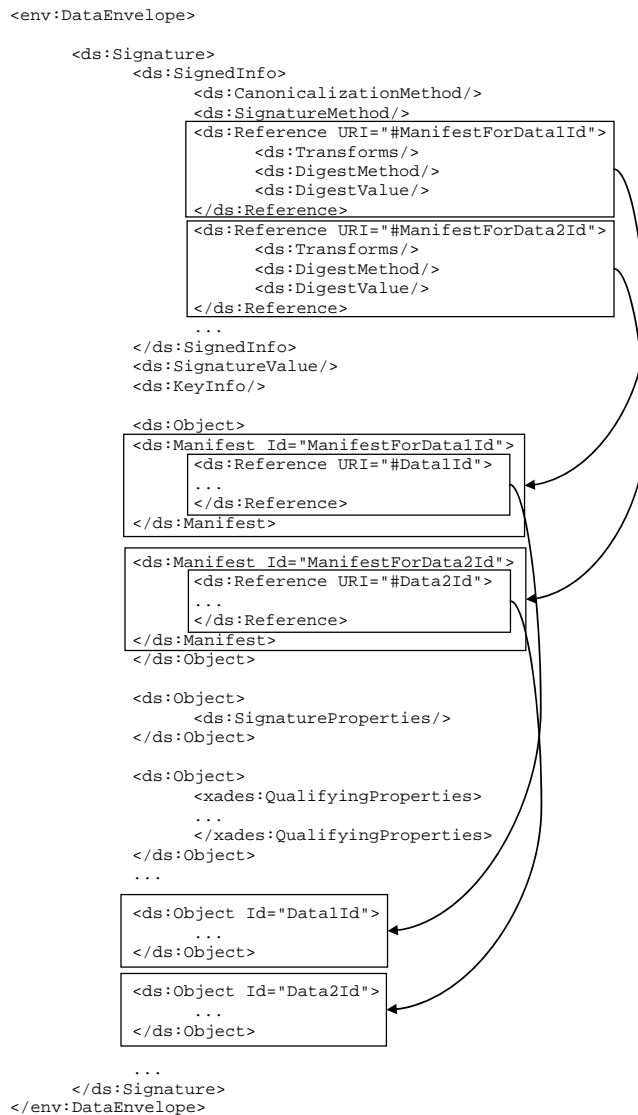 <env:DataEnvelope>
<ds:Signature>
<ds:SignedInfo>
<ds:CanonicalizationMethod/>
<ds:SignatureMethod/>
<ds:Reference URI="#ManifestForData1Id">
<ds:Transforms/>
<ds:DigestMethod/>
<ds:DigestValue/>
</ds:Reference>
<ds:Reference URI="#ManifestForData2Id">
<ds:Transforms/>
<ds:DigestMethod/>
<ds:DigestValue/>
</ds:Reference>
...
</ds:SignedInfo>
<ds:SignatureValue/>
<ds:KeyInfo/>
<ds:Object>
<ds:Manifest Id="ManifestForData1Id">
<ds:Reference URI="#Data1Id">
...
</ds:Reference>
</ds:Manifest>
<ds:Manifest Id="ManifestForData2Id">
<ds:Reference URI="#Data2Id">
...
</ds:Reference>
</ds:Manifest>
</ds:Object>
<ds:Object>
<ds:SignatureProperties/>
</ds:Object>
<ds:Object>
<xades:QualifyingProperties>
...
</xades:QualifyingProperties>
</ds:Object>
...
<ds:Object Id="Data1Id">
...
</ds:Object>
<ds:Object Id="Data2Id">
...
</ds:Object>
...
</ds:Signature>
</env:DataEnvelope>